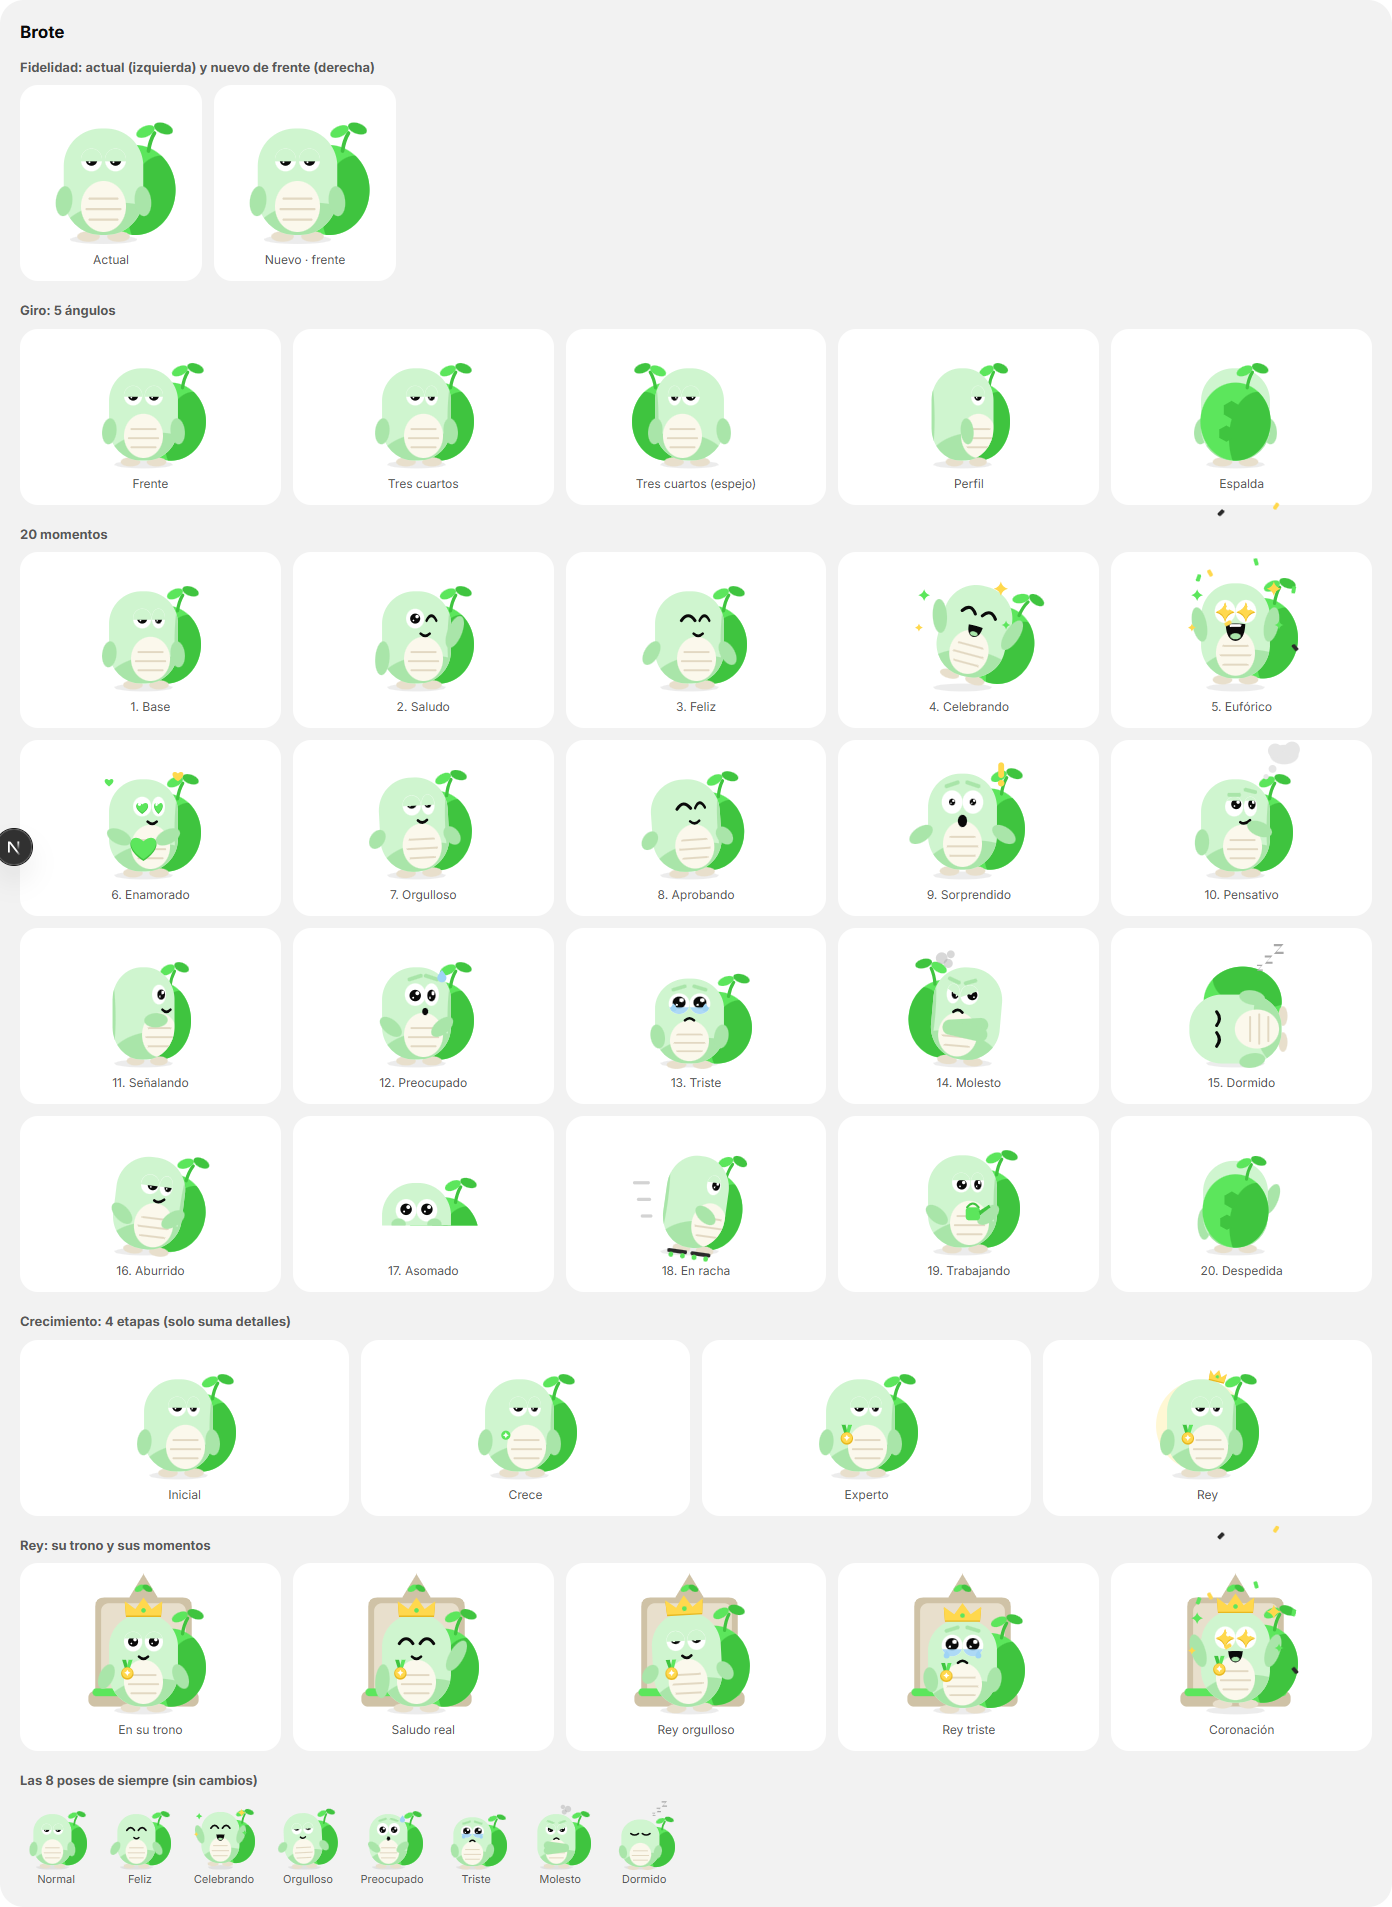 Brote
Fidelidad: actual (izquierda) y nuevo de frente (derecha)
Actual
Nuevo · frente
Giro: 5 ángulos
Frente
Tres cuartos
Tres cuartos (espejo)
Perfil
Espalda
20 momentos
1. Base
2. Saludo
3. Feliz
4. Celebrando
5. Eufórico
N
6. Enamorado
7. Orgulloso
8. Aprobando
9. Sorprendido
10. Pensativo
z z Z
11. Señalando
12. Preocupado
13. Triste
14. Molesto
15. Dormido
16. Aburrido
17. Asomado
18. En racha
19. Trabajando
20. Despedida
Crecimiento: 4 etapas (solo suma detalles)
Inicial
Crece
Experto
Rey
Rey: su trono y sus momentos
En su trono
Saludo real
Rey orgulloso
Rey triste
Coronación
Las 8 poses de siempre (sin cambios)
z z Z
Normal
Feliz
Celebrando
Orgulloso
Preocupado
Triste
Molesto
Dormido